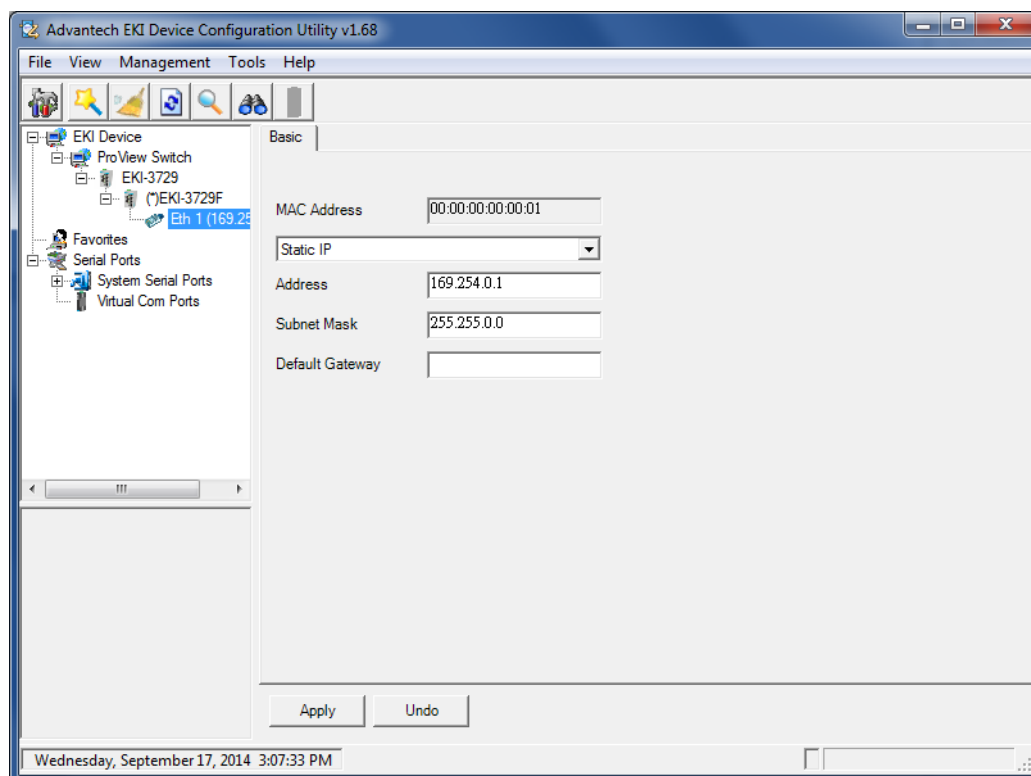 Advantech EKI Device Configuration Utility v1.68
File View Management Tools Help
EKI Device
ProView Switch
EKI-3729
(*)EKI-3729F
Eth 1 (169.25
Favorites
Serial Ports
System Serial Ports
Virtual Com Ports
Basic
MAC Address 00:00:00:00:00:01
Static IP
Address 169.254.0.1
Subnet Mask 255.255.0.0
Default Gateway
Apply Undo
Wednesday, September 17, 2014 3:07:33 PM